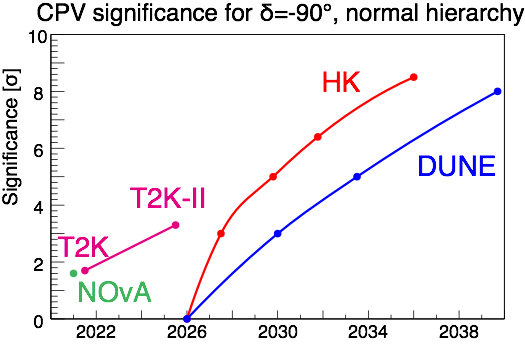 CPV significance for δ=-90°, normal hierarchy
Significance [σ]
10
8
6
4
2
0
HK
DUNE
T2K-II
T2K
NOvA
2022
2026
2030
2034
2038